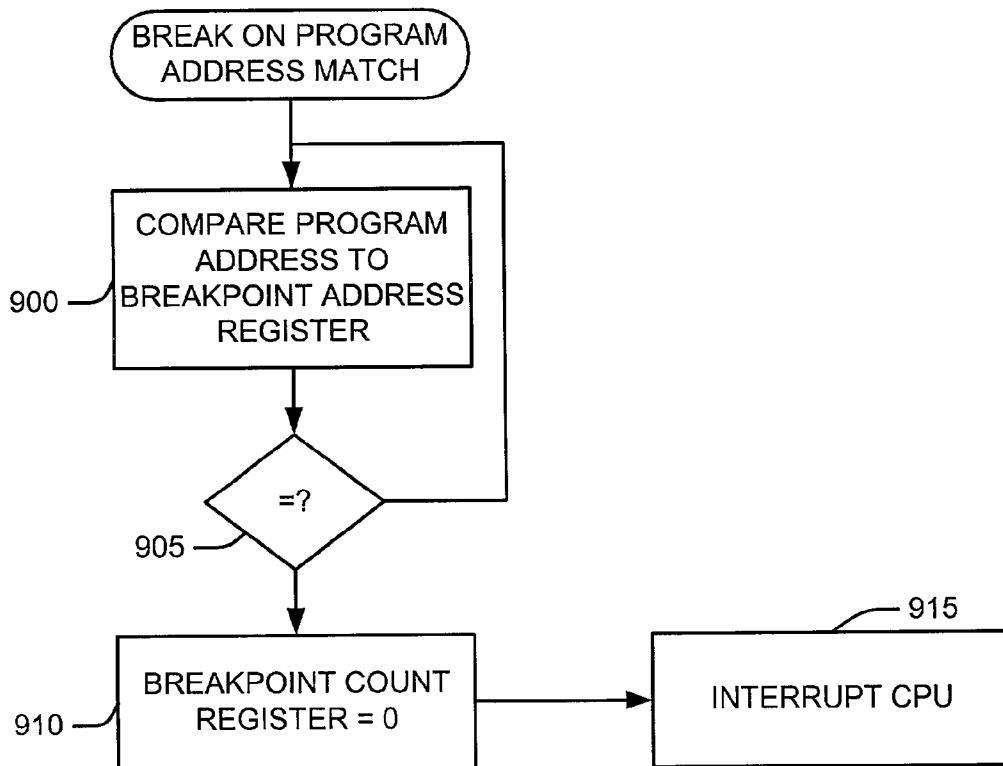 BREAK ON PROGRAM
ADDRESS MATCH
COMPARE PROGRAM
ADDRESS TO
BREAKPOINT ADDRESS
REGISTER
900
=?
905
915
BREAKPOINT COUNT
REGISTER = 0
910
INTERRUPT CPU